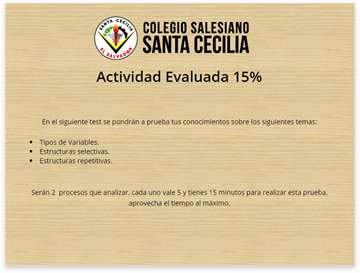 SANTA CECILIA
EL SALVADOR
COLEGIO SALESIANO
SANTA CECILIA
Actividad Evaluada 15%
En el siguiente test se pondrán a prueba tus conocimientos sobre los siguientes temas:
• Tipos de Variables.
• Estructuras selectivas.
• Estructuras repetitivas.
Serán 2 procesos que analizar, cada uno vale 5 y tienes 15 minutos para realizar esta prueba,
aprovecha el tiempo al máximo.